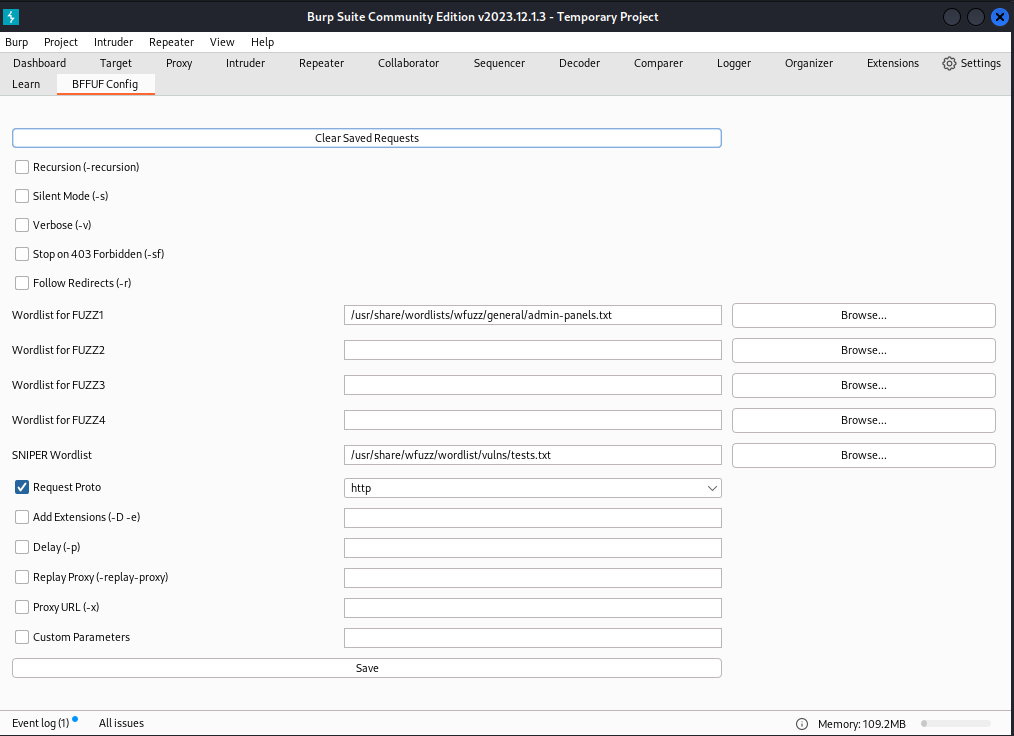 Burp Suite Community Edition v2023.12.1.3 - Temporary Project
Burp Project Intruder Repeater View Help
Dashboard Target Proxy Intruder Repeater Collaborator Sequencer Decoder Comparer Logger Organizer Extensions Settings
Learn BFFUF Config
Clear Saved Requests
Recursion (-recursion)
Silent Mode (-s)
Verbose (-v)
Stop on 403 Forbidden (-sf)
Follow Redirects (-r)
Wordlist for FUZZ1 /usr/share/wordlists/wfuzz/general/admin-panels.txt Browse...
Wordlist for FUZZ2 Browse...
Wordlist for FUZZ3 Browse...
Wordlist for FUZZ4 Browse...
SNIPER Wordlist /usr/share/wfuzz/wordlist/vulns/tests.txt Browse...
Request Proto http
Add Extensions (-D -e)
Delay (-p)
Replay Proxy (-replay-proxy)
Proxy URL (-x)
Custom Parameters
Save
Event log (1) All issues Memory: 109.2MB